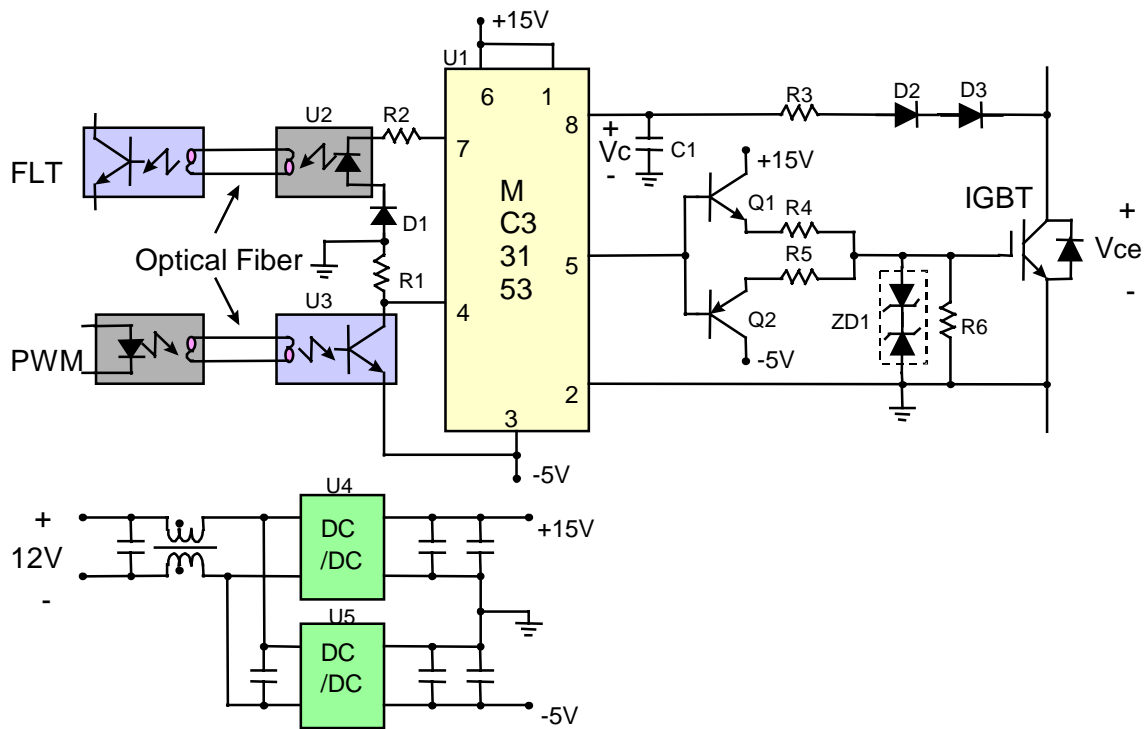 +15V
U1
6 1
U2
R2
7
8
R3
D2
D3
+
Vc
-
C1
FLT
D1
M
C3
31
53
+15V
Q1
R4
R5
IGBT
+
Vce
-
Optical Fiber
R1
5
U3
4
Q2
-5V
ZD1
R6
PWM
2
3
-5V
U4
+
12V
-
DC
/DC
+15V
U5
DC
/DC
-5V